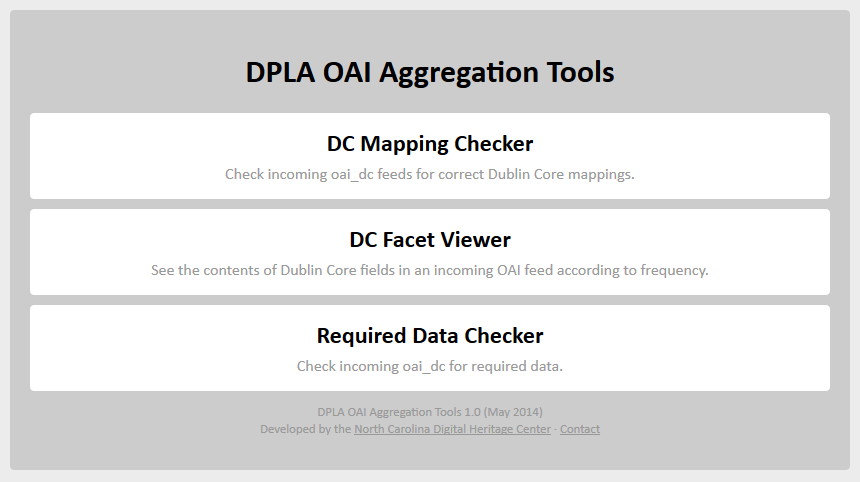 DPLA OAI Aggregation Tools
DC Mapping Checker
Check incoming oai_dc feeds for correct Dublin Core mappings.
DC Facet Viewer
See the contents of Dublin Core fields in an incoming OAI feed according to frequency.
Required Data Checker
Check incoming oai_dc for required data.
DPLA OAI Aggregation Tools 1.0 (May 2014)
Developed by the North Carolina Digital Heritage Center · Contact